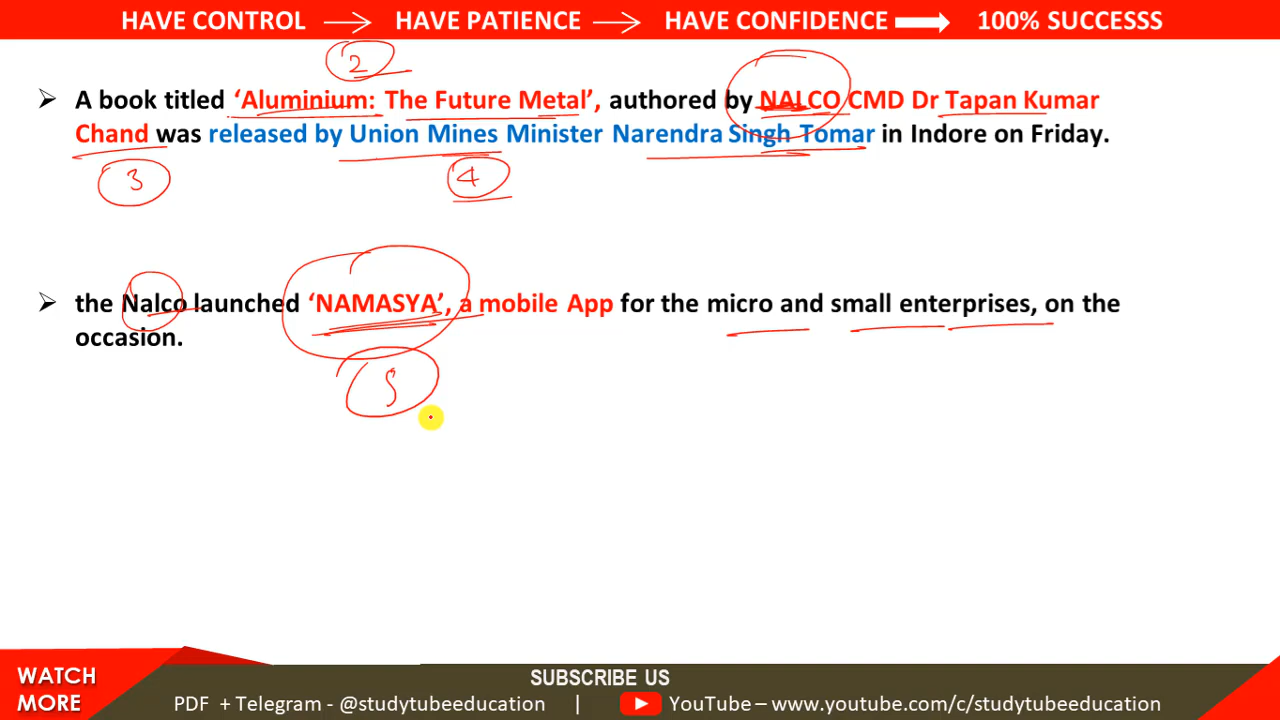 HAVE CONTROL → HAVE PATIENCE → HAVE CONFIDENCE → 100% SUCCESSS
2
➢ A book titled ‘Aluminium: The Future Metal’, authored by NALCO CMD Dr Tapan Kumar
Chand was released by Union Mines Minister Narendra Singh Tomar in Indore on Friday.
3 4
➢ the Nalco launched ‘NAMASYA’, a mobile App for the micro and small enterprises, on the
occasion.
WATCH
MORE
SUBSCRIBE US
PDF + Telegram - @studytubeeducation | YouTube – www.youtube.com/c/studytubeeducation